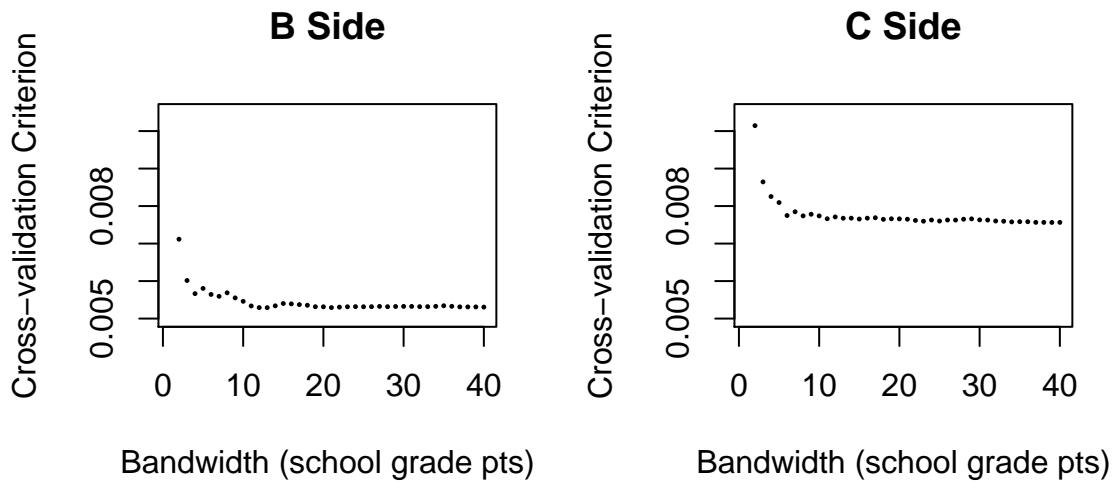 B Side
Cross−validation Criterion
0.005 0.008
0 10 20 30 40
Bandwidth (school grade pts)
C Side
Cross−validation Criterion
0.005 0.008
0 10 20 30 40
Bandwidth (school grade pts)